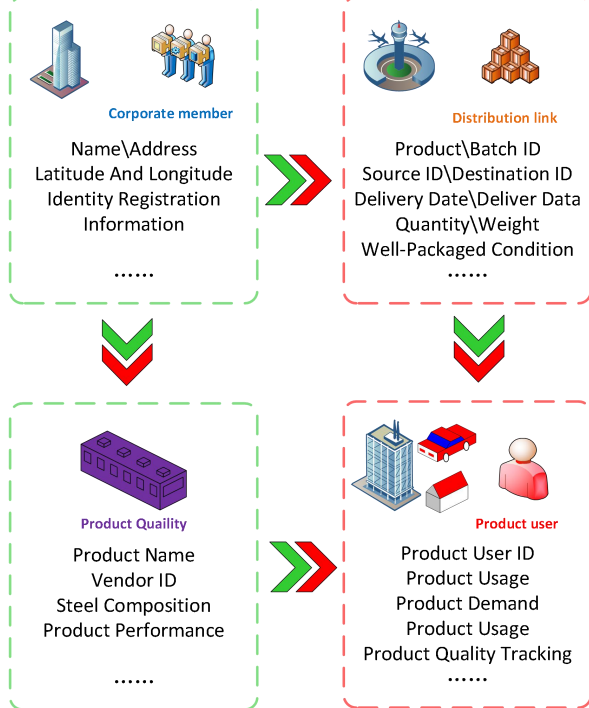 Corporate member
Name\Address
Latitude And Longitude
Identity Registration
Information
......
Distribution link
Product\Batch ID
Source ID\Destination ID
Delivery Date\Deliver Data
Quantity\Weight
Well-Packaged Condition
......
Product Quaility
Product Name
Vendor ID
Steel Composition
Product Performance
......
Product user
Product User ID
Product Usage
Product Demand
Product Usage
Product Quality Tracking
......